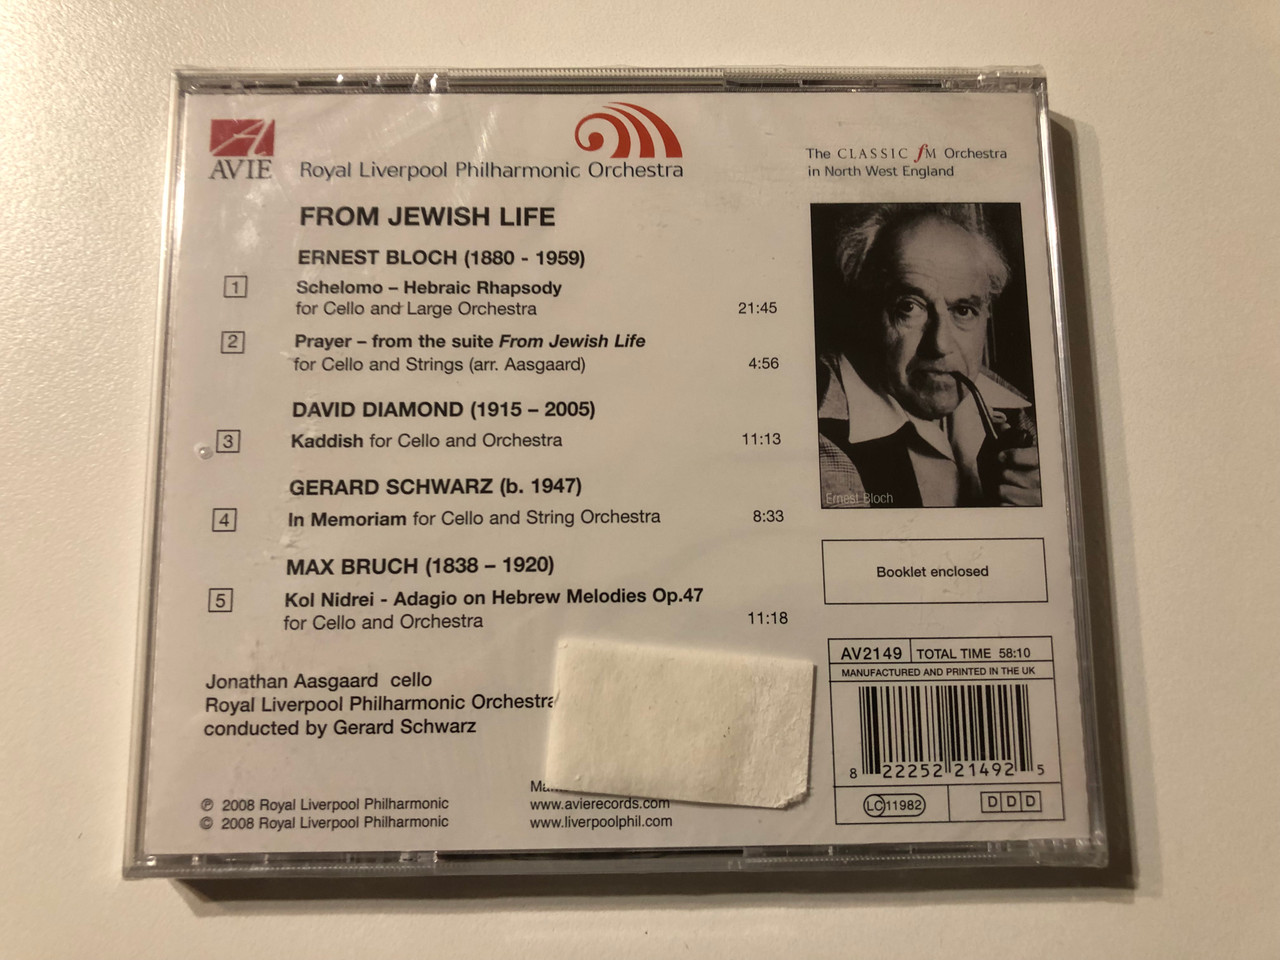 AVIE
Royal Liverpool Philharmonic Orchestra
The CLASSIC fM Orchestra
in North West England
FROM JEWISH LIFE
ERNEST BLOCH (1880 - 1959)
1 Schelomo – Hebraic Rhapsody
for Cello and Large Orchestra 21:45
2 Prayer – from the suite From Jewish Life
for Cello and Strings (arr. Aasgaard) 4:56
DAVID DIAMOND (1915 – 2005)
3 Kaddish for Cello and Orchestra 11:13
GERARD SCHWARZ (b. 1947)
4 In Memoriam for Cello and String Orchestra 8:33
MAX BRUCH (1838 – 1920)
5 Kol Nidrei - Adagio on Hebrew Melodies Op.47
for Cello and Orchestra 11:18
Jonathan Aasgaard cello
Royal Liverpool Philharmonic Orchestra
conducted by Gerard Schwarz
℗ 2008 Royal Liverpool Philharmonic
© 2008 Royal Liverpool Philharmonic
www.avierecords.com
www.liverpoolphil.com
Ernest Bloch
Booklet enclosed
AV2149 TOTAL TIME 58:10
MANUFACTURED AND PRINTED IN THE UK
8 22252 21492 5
LC 11982
DDD